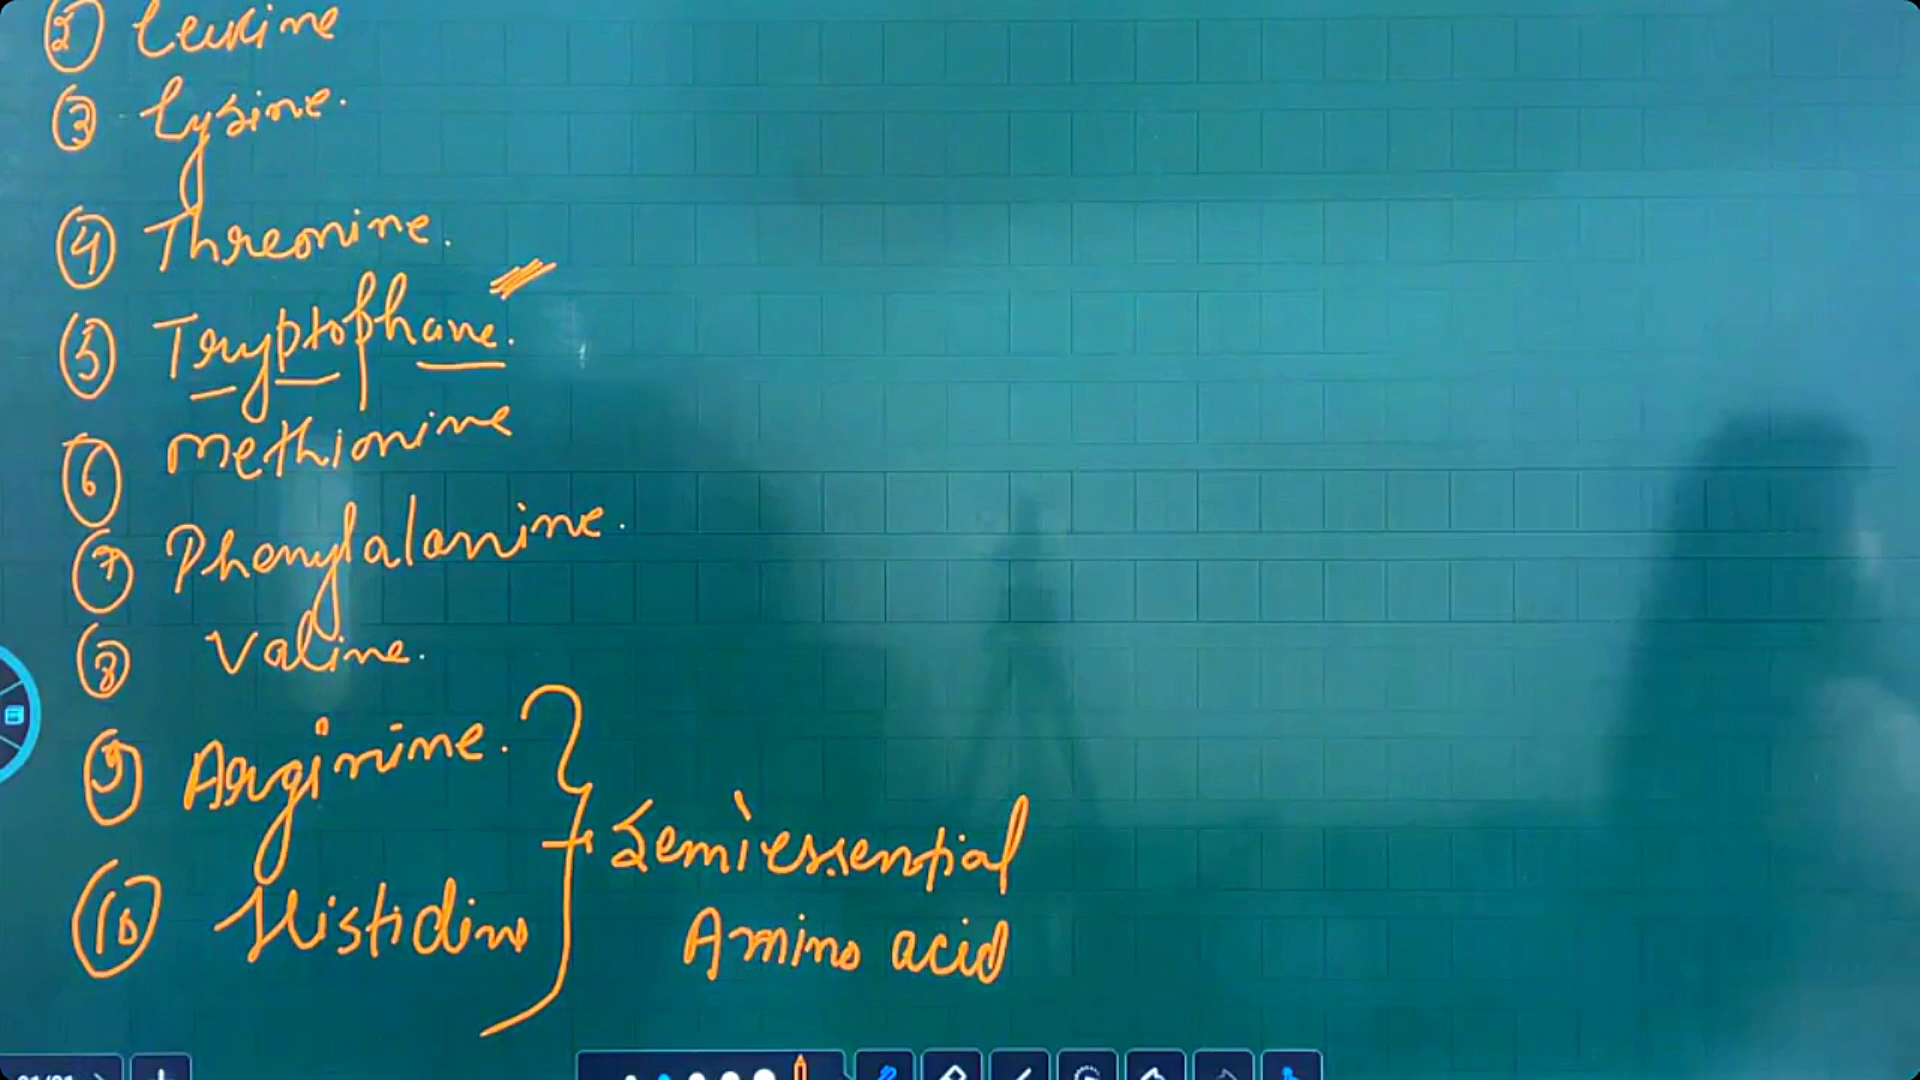 ② Leucine
③ Lysine.
④ Threonine.
⑤ Tryptophane.
⑥ Methionine
⑦ Phenylalanine.
⑧ Valine.
⑨ Arginine.
⑩ Histidine
Semiessential
Amino acid